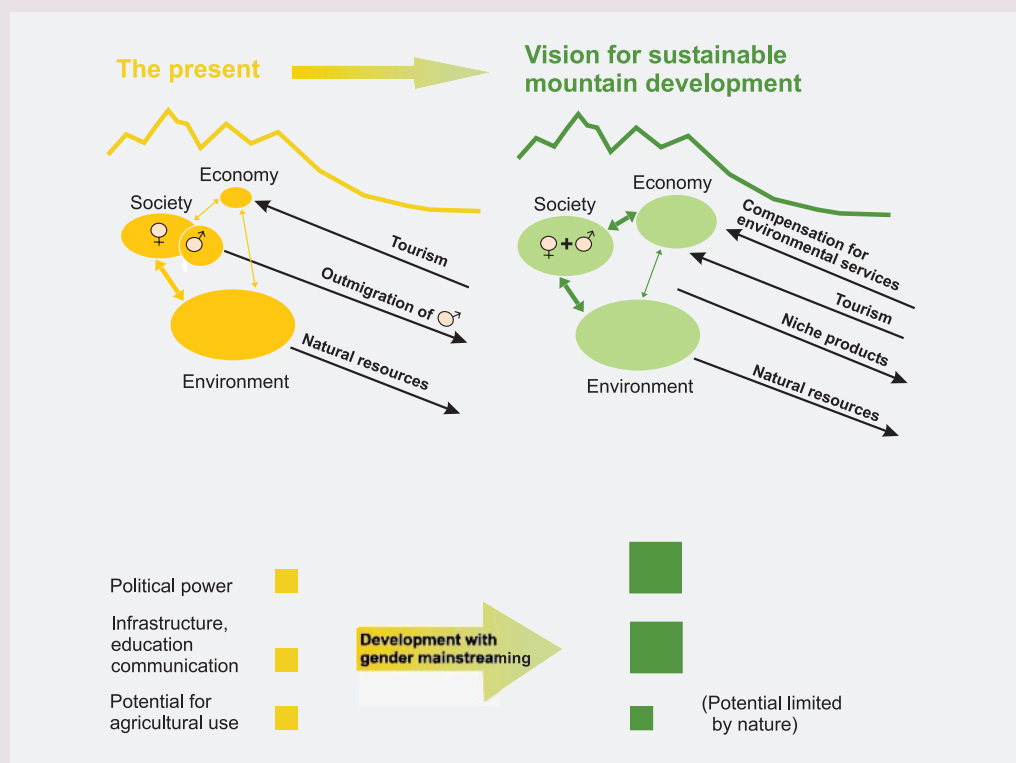 The present
Vision for sustainable
mountain development
Economy
Society
Tourism
Outmigration of
Natural resources
Environment
Economy
Society
Compensation for
environmental services
Tourism
Niche products
Natural resources
Environment
Political power
Infrastructure,
education
communication
Potential for
agricultural use
Development with
gender mainstreaming
(Potential limited
by nature)